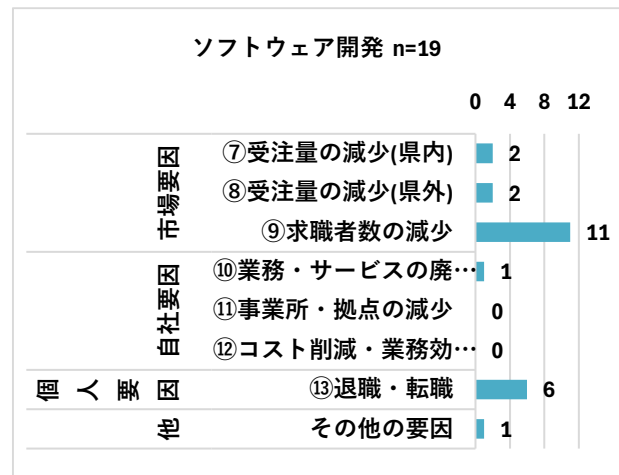 ソフトウェア開発 n=19
0 4 8 12
市場要因
⑦受注量の減少(県内) 2
⑧受注量の減少(県外) 2
⑨求職者数の減少 11
自社要因
⑩業務・サービスの廃… 1
⑪事業所・拠点の減少 0
⑫コスト削減・業務効… 0
個人要因
⑬退職・転職 6
他
その他の要因 1